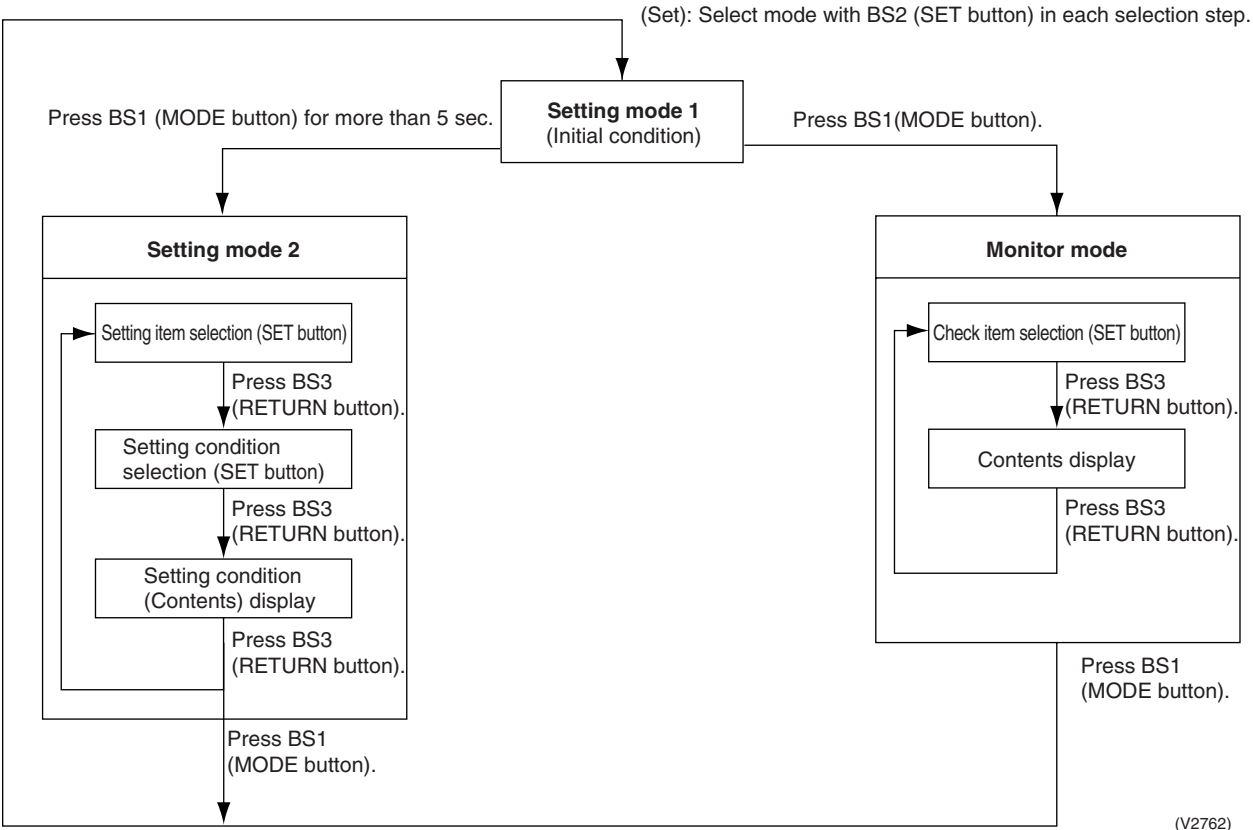 (Set): Select mode with BS2 (SET button) in each selection step.
Press BS1 (MODE button) for more than 5 sec.
Setting mode 1
(Initial condition)
Press BS1(MODE button).
Setting mode 2
Setting item selection (SET button)
Press BS3
(RETURN button).
Setting condition
selection (SET button)
Press BS3
(RETURN button).
Setting condition
(Contents) display
Press BS3
(RETURN button).
Press BS1
(MODE button).
Monitor mode
Check item selection (SET button)
Press BS3
(RETURN button).
Contents display
Press BS3
(RETURN button).
Press BS1
(MODE button).
(V2762)